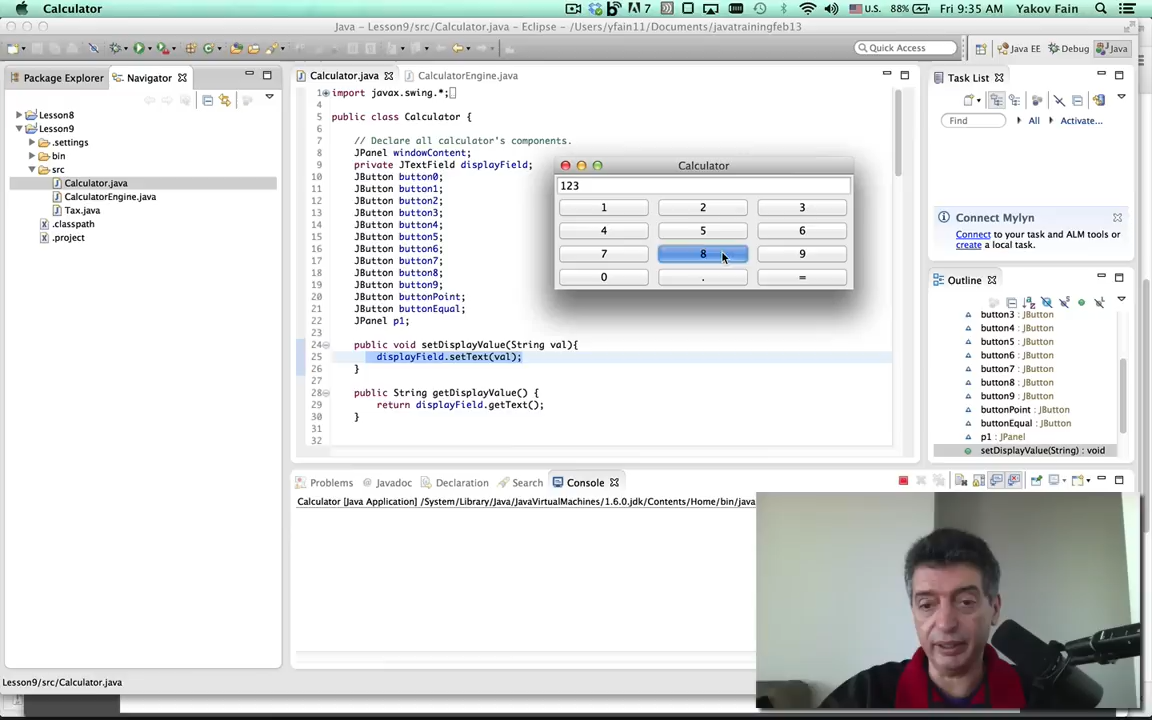 Calculator
7
U.S. 88% Fri 9:35 AM Yakov Fain
Java - Lesson9/src/Calculator.java - Eclipse - /Users/yfain11/Documents/javatrainingfeb13
Quick Access
Java EE
Debug
Java
Package Explorer
Navigator
Lesson8
Lesson9
.settings
bin
src
Calculator.java
CalculatorEngine.java
Tax.java
.classpath
.project
Calculator.java
CalculatorEngine.java
1 import javax.swing.*;
4
5 public class Calculator {
6
7 // Declare all calculator's components.
8 JPanel windowContent;
9 private JTextField displayField;
10 JButton button0;
11 JButton button1;
12 JButton button2;
13 JButton button3;
14 JButton button4;
15 JButton button5;
16 JButton button6;
17 JButton button7;
18 JButton button8;
19 JButton button9;
20 JButton buttonPoint;
21 JButton buttonEqual;
22 JPanel p1;
23
24 public void setDisplayValue(String val){
25 displayField.setText(val);
26 }
27
28 public String getDisplayValue() {
29 return displayField.getText();
30 }
31
32
Calculator
123
1 2 3
4 5 6
7 8 9
0 . =
Task List
Find
All
Activate...
Connect Mylyn
Connect to your task and ALM tools or
create a local task.
Outline
button3 : JButton
button4 : JButton
button5 : JButton
button6 : JButton
button7 : JButton
button8 : JButton
button9 : JButton
buttonPoint : JButton
buttonEqual : JButton
p1 : JPanel
setDisplayValue(String) : void
Problems
Javadoc
Declaration
Search
Console
Calculator [Java Application] /System/Library/Java/JavaVirtualMachines/1.6.0.jdk/Contents/Home/bin/java
Lesson9/src/Calculator.java